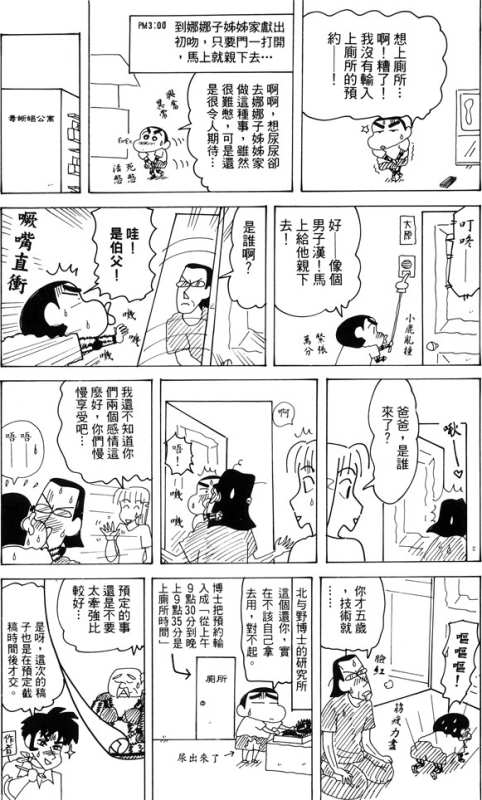 想上廁所…
啊！糟了！
我沒有輸入
上廁所的預
約——！
PM3:00
到娜娜子姊姊家獻出
初吻，只要門一打開
，馬上就親下去…
啊啊，想尿尿卻
去娜娜子姊姊家
做這種事，雖然
很難憋，可是還
是很令人期待…
興奮
異常
死憋
活憋
毒蜥蜴公寓
叮咚
大原
小鹿亂撞
緊張
萬分
好 像個
男子漢！馬
上給他親下
去！
是誰啊？
哇！
是伯父！
噘嘴直衝
啾——
爸爸，是誰
來了？
啊
唔——！
我還不知道你
們兩個感情這
麼好，你們慢
慢享受吧…
唔——
唔——
嘔嘔嘔！
你才五歲
，技術就
臉紅
筋疲力盡
北与野博士的研究所
這個還你，實
在不該自己拿
去用，對不起。
博士把預約輸
入成「從上午
9點30分到晚
上9點35分是
上廁所時間」
廁所
尿出來了
預定的事
還是不要
太牽強比
較好…
是呀，這次的稿
子也是在預定截
稿時間後才交。
作者